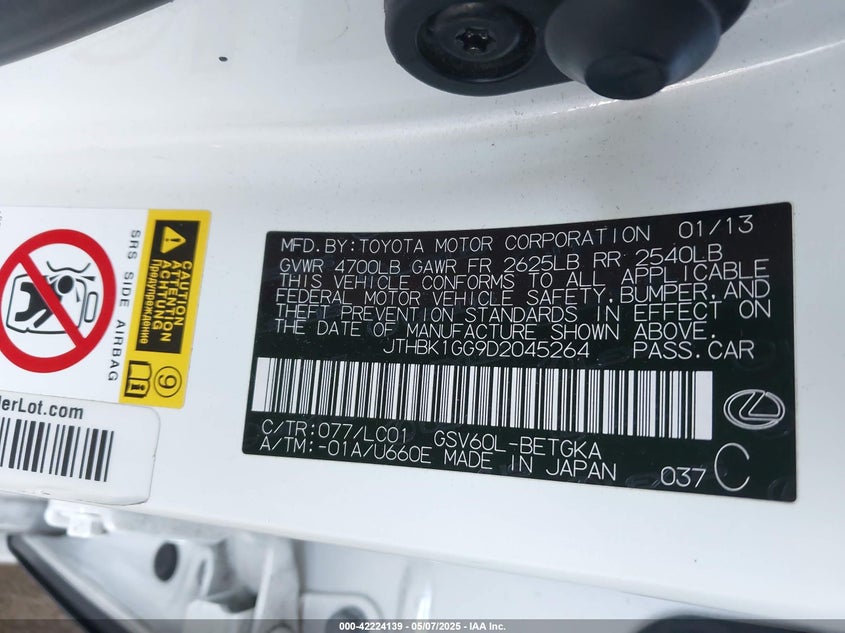 MFD. BY: TOYOTA MOTOR CORPORATION 01/13
GVWR 4700LB GAWR FR 2625LB RR 2540LB
THIS VEHICLE CONFORMS TO ALL APPLICABLE
FEDERAL MOTOR VEHICLE SAFETY, BUMPER, AND
THEFT PREVENTION STANDARDS IN EFFECT ON
THE DATE OF MANUFACTURE SHOWN ABOVE.
JTHBK1GG9D2045264 PASS.CAR
C/TR: 077/LC01 GSV60L-BETGKA
A/TM: -01A/U660E MADE IN JAPAN
037 C
SRS SIDE AIRBAG
CAUTION
ATTENTION
ACHTUNG
Предупреждение
9
erLot.com
000-42224139 - 05/07/2025 - IAA Inc.